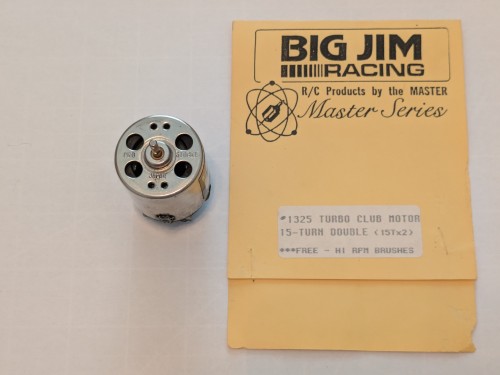 BIG JIM
RACING
R/C Products by the MASTER
Master Series
#1325 TURBO CLUB MOTOR
15-TURN DOUBLE (15Tx2)
***FREE - HI RPM BRUSHES
Japan